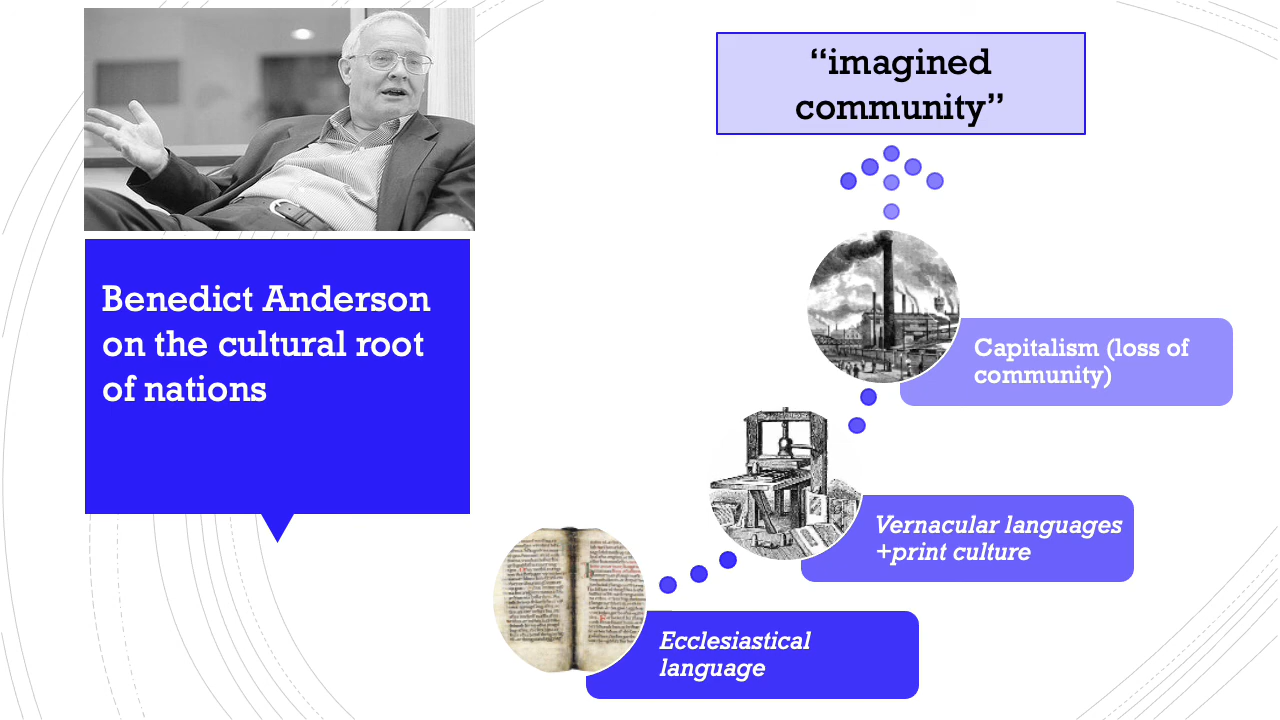 Benedict Anderson
on the cultural root
of nations
“imagined
community”
Capitalism (loss of
community)
Vernacular languages
+print culture
Ecclesiastical
language